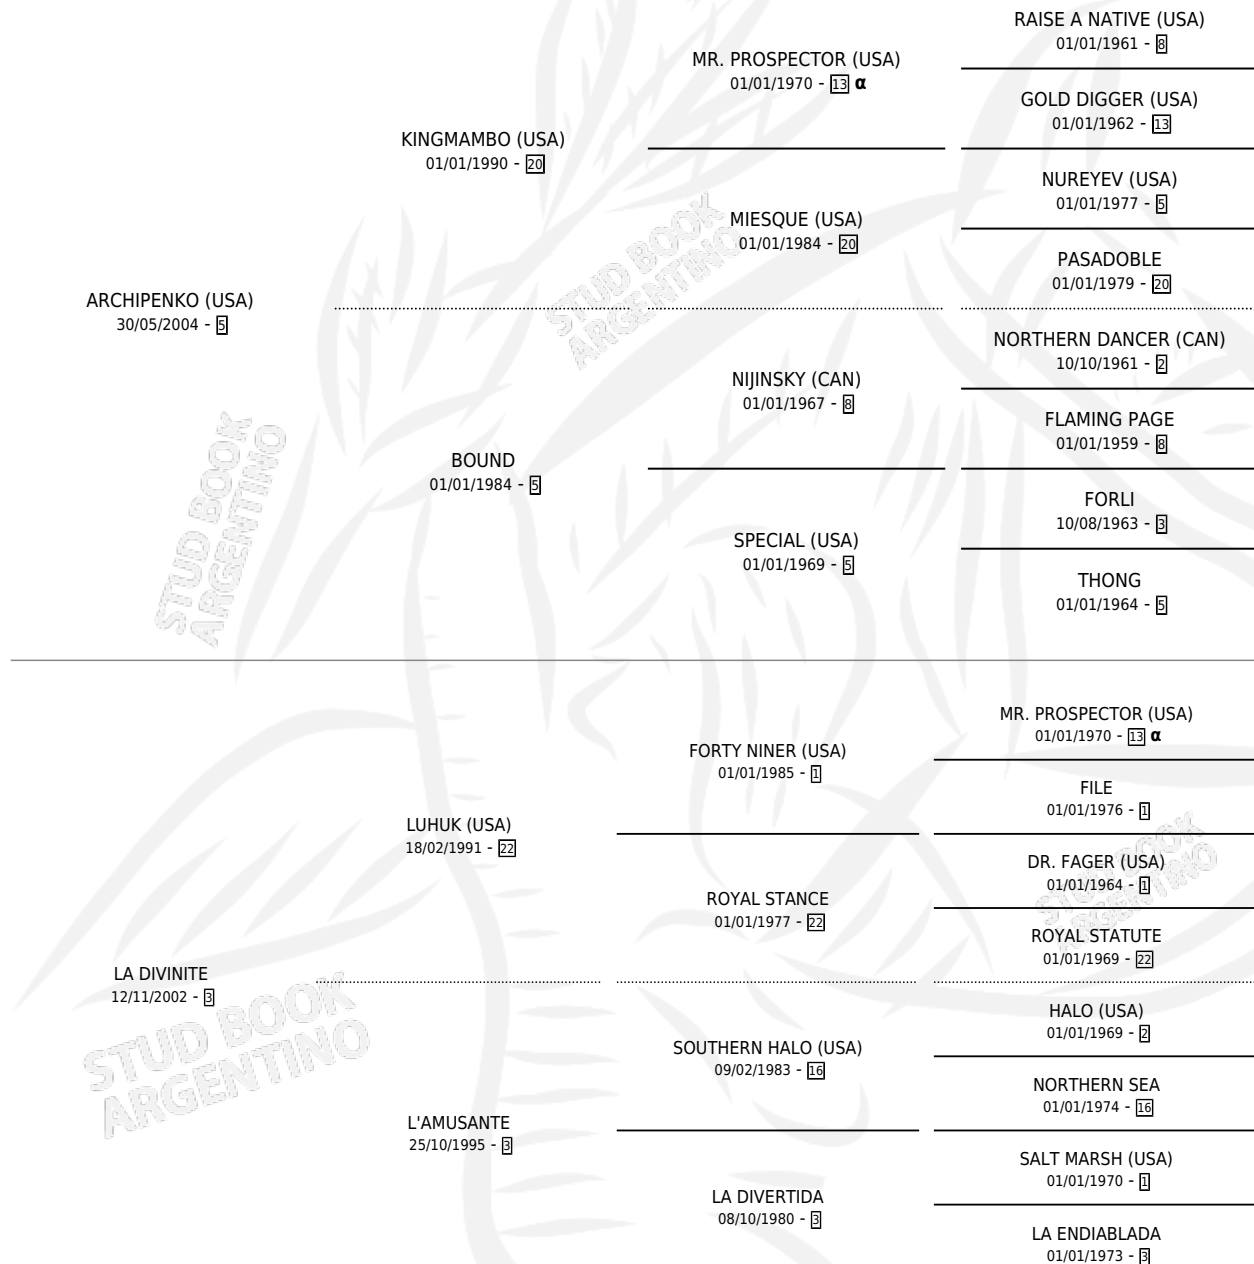 RAISE A NATIVE (USA)
01/01/1961 - 8
MR. PROSPECTOR (USA)
01/01/1970 - 13 α
GOLD DIGGER (USA)
01/01/1962 - 13
KINGMAMBO (USA)
01/01/1990 - 20
NUREYEV (USA)
01/01/1977 - 5
MIESQUE (USA)
01/01/1984 - 20
PASADOBLE
01/01/1979 - 20
ARCHIPENKO (USA)
30/05/2004 - 5
NORTHERN DANCER (CAN)
10/10/1961 - 2
NIJINSKY (CAN)
01/01/1967 - 8
FLAMING PAGE
01/01/1959 - 8
BOUND
01/01/1984 - 5
FORLI
10/08/1963 - 3
SPECIAL (USA)
01/01/1969 - 5
THONG
01/01/1964 - 5
MR. PROSPECTOR (USA)
01/01/1970 - 13 α
FORTY NINER (USA)
01/01/1985 - 1
FILE
01/01/1976 - 1
LUHUK (USA)
18/02/1991 - 22
DR. FAGER (USA)
01/01/1964 - 1
ROYAL STANCE
01/01/1977 - 22
ROYAL STATUTE
01/01/1969 - 22
LA DIVINITE
12/11/2002 - 3
HALO (USA)
01/01/1969 - 2
SOUTHERN HALO (USA)
09/02/1983 - 16
NORTHERN SEA
01/01/1974 - 16
L'AMUSANTE
25/10/1995 - 3
SALT MARSH (USA)
01/01/1970 - 1
LA DIVERTIDA
08/10/1980 - 3
LA ENDIABLADA
01/01/1973 - 3
STUD BOOK
ARGENTINO
STUD BOOK
ARGENTINO
STUD BOOK
ARGENTINO
STUD BOOK
ARGENTINO